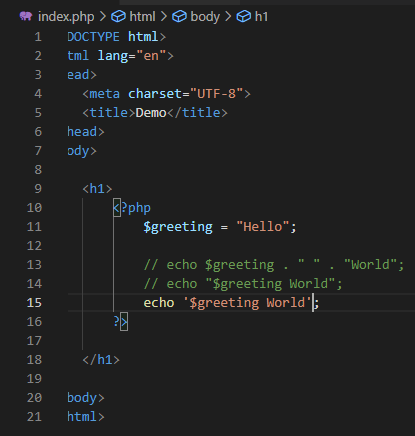 index.php > html > body > h1
1 DOCTYPE html>
2 tml lang="en">
3 ead>
4 <meta charset="UTF-8">
5 <title>Demo</title>
6 head>
7 ody>
8
9 <h1>
10 <?php
11 $greeting = "Hello";
12
13 // echo $greeting . " " . "World";
14 // echo "$greeting World";
15 echo '$greeting World';
16 ?>
17
18 </h1>
19
20 body>
21 html>